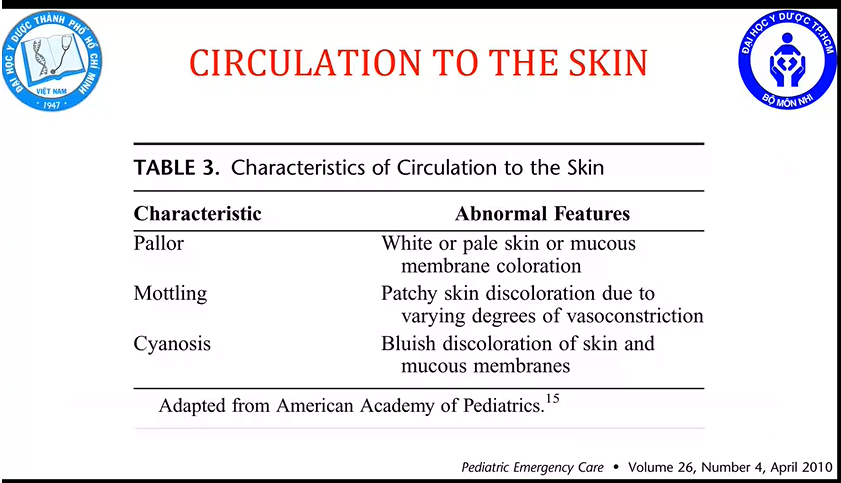 ĐẠI HỌC Y DƯỢC THÀNH PHỐ HỒ CHÍ MINH
VIỆT NAM
· 1947 ·
CIRCULATION TO THE SKIN
ĐẠI HỌC Y DƯỢC TP.HCM
BỘ MÔN NHI
TABLE 3. Characteristics of Circulation to the Skin
Characteristic Abnormal Features
Pallor White or pale skin or mucous
membrane coloration
Mottling Patchy skin discoloration due to
varying degrees of vasoconstriction
Cyanosis Bluish discoloration of skin and
mucous membranes
Adapted from American Academy of Pediatrics.15
Pediatric Emergency Care • Volume 26, Number 4, April 2010